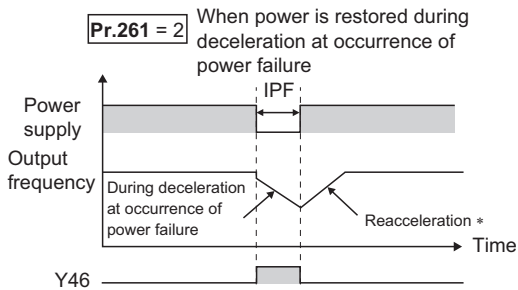 Pr.261 = 2
When power is restored during
deceleration at occurrence of
power failure
IPF
Power
supply
Output
frequency
During deceleration
at occurrence of
power failure
Reacceleration *
Time
Y46